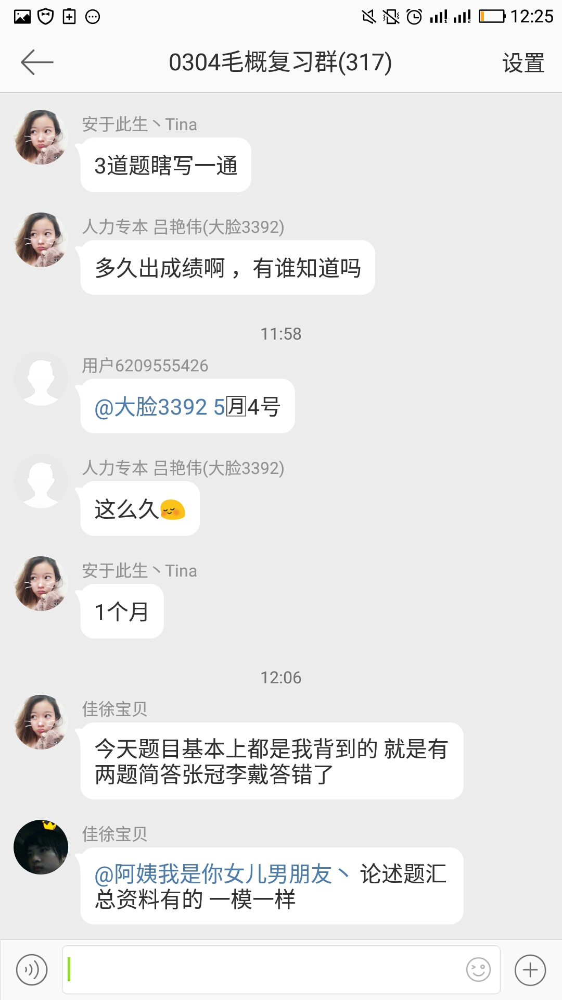 12:25
0304毛概复习群(317)
设置
安于此生丶Tina
3道题瞎写一通
人力专本 吕艳伟(大脸3392)
多久出成绩啊，有谁知道吗
11:58
用户6209555426
@大脸3392 5月4号
人力专本 吕艳伟(大脸3392)
这么久
安于此生丶Tina
1个月
12:06
佳徐宝贝
今天题目基本上都是我背到的 就是有
两题简答张冠李戴答错了
佳徐宝贝
@阿姨我是你女儿男朋友丶 论述题汇
总资料有的 一模一样